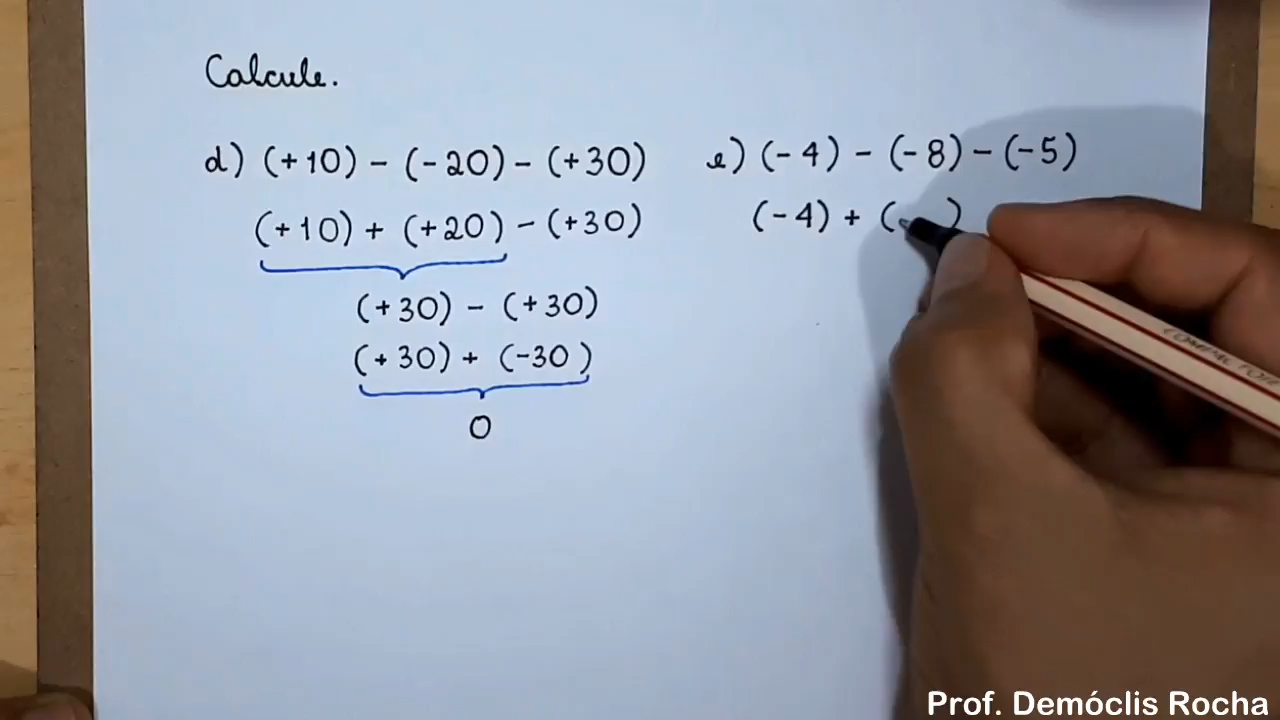 Calcule.
d) (+10) - (-20) - (+30)
(+10) + (+20) - (+30)
(+30) - (+30)
(+30) + (-30)
0
e) (-4) - (-8) - (-5)
(-4) + ( )
COMPACTOR
Prof. Demóclis Rocha